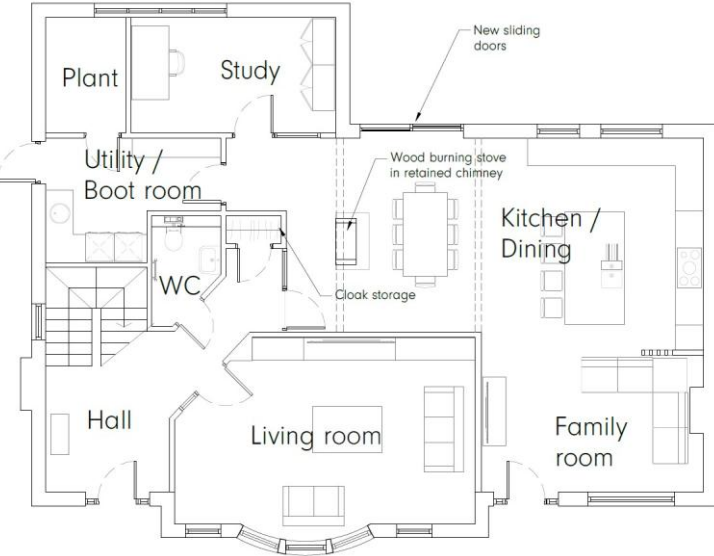 New sliding
doors
Plant
Study
Utility /
Boot room
Wood burning stove
in retained chimney
Kitchen /
Dining
WC
Cloak storage
Hall
Living room
Family
room